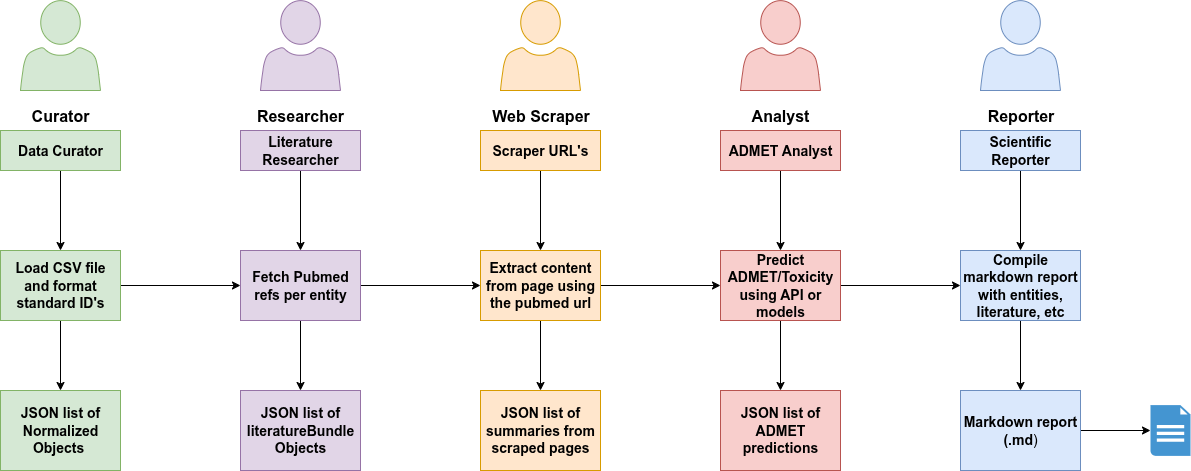 Curator
Researcher
Web Scraper
Analyst
Reporter
Data Curator
Literature
Researcher
Scraper URL's
ADMET Analyst
Scientific
Reporter
Load CSV file
and format
standard ID's
Fetch Pubmed
refs per entity
Extract content
from page using
the pubmed url
Predict
ADMET/Toxicity
using API or
models
Compile
markdown report
with entities,
literature, etc
JSON list of
Normalized
Objects
JSON list of
literatureBundle
Objects
JSON list of
summaries from
scraped pages
JSON list of
ADMET
predictions
Markdown report
(.md)